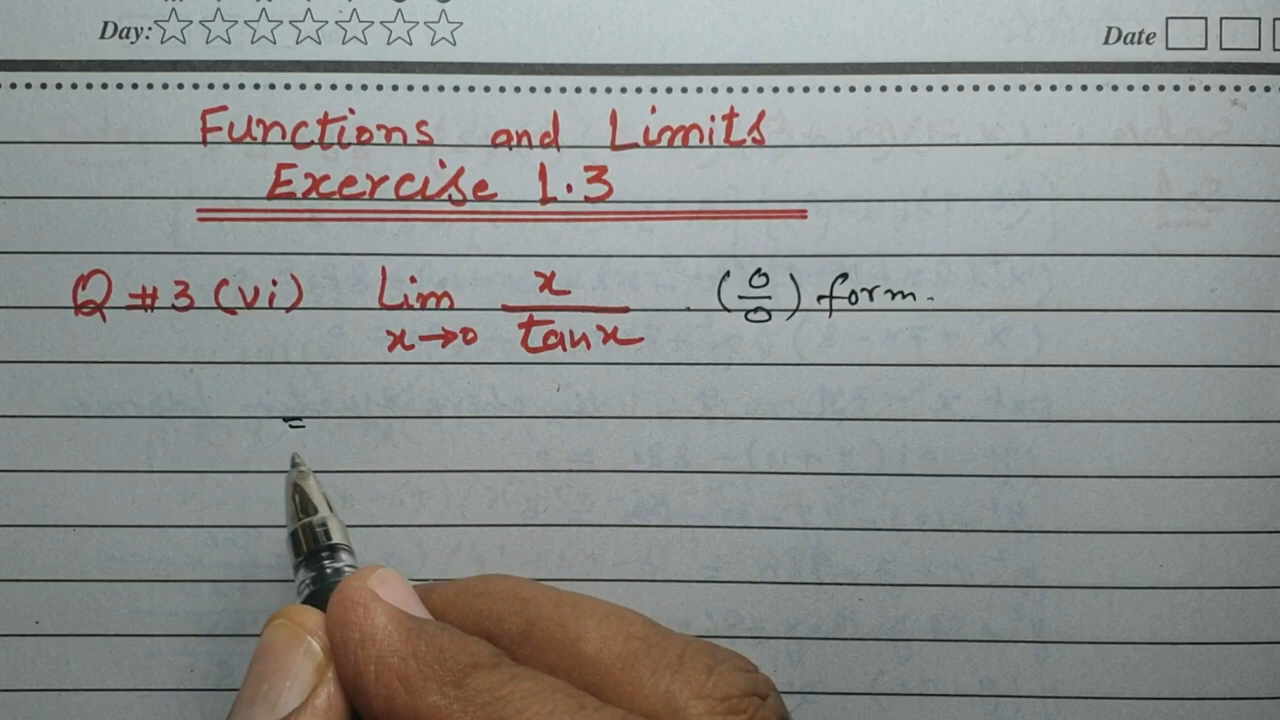 Day:
Date
Functions and Limits
Exercise 1.3
Q #3 (vi) Lim x→0 x/tanx (0/0) form.
=